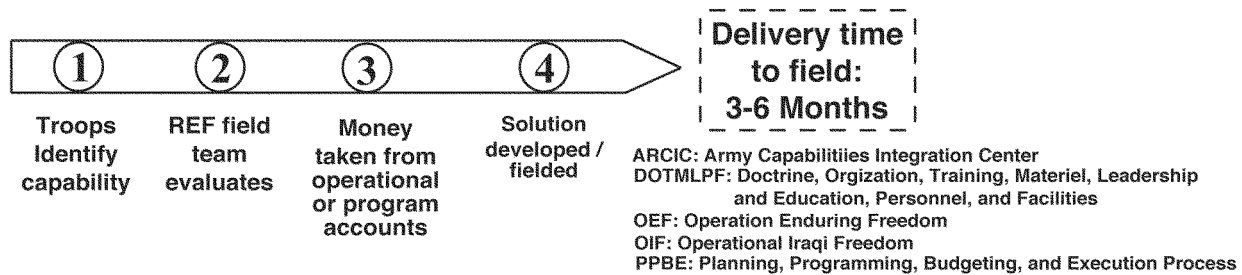 1
2
3
4
Delivery time
to field:
3-6 Months
Troops
Identify
capability
REF field
team
evaluates
Money
taken from
operational
or program
accounts
Solution
developed /
fielded
ARCIC: Army Capabilitiies Integration Center
DOTMLPF: Doctrine, Orgization, Training, Materiel, Leadership
and Education, Personnel, and Facilities
OEF: Operation Enduring Freedom
OIF: Operational Iraqi Freedom
PPBE: Planning, Programming, Budgeting, and Execution Process